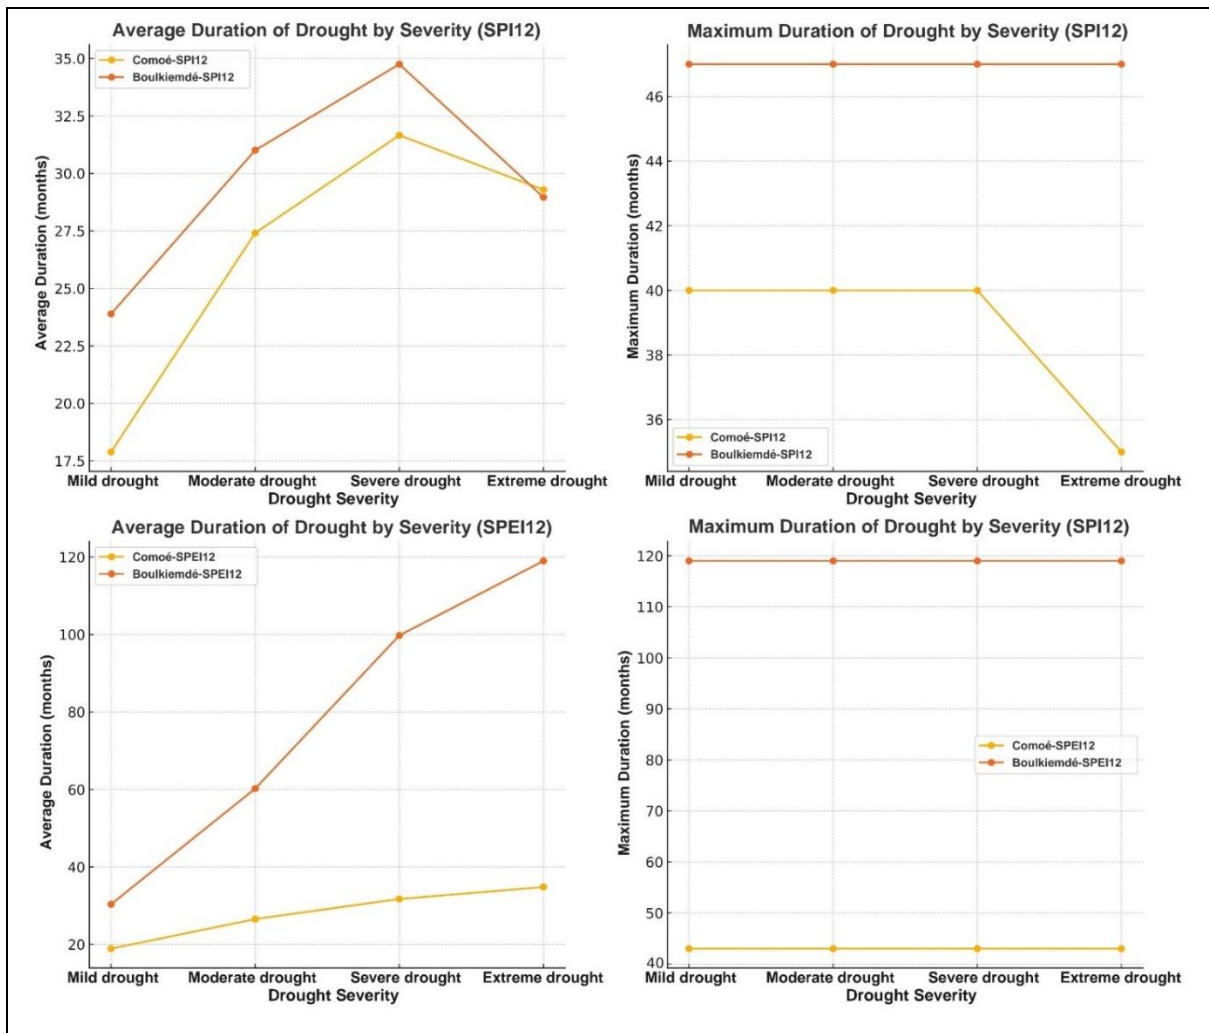 Average Duration of Drought by Severity (SPI12)
Comoé-SPI12
Boulkiemdé-SPI12
Average Duration (months)
35.0
32.5
30.0
27.5
25.0
22.5
20.0
17.5
Mild drought
Moderate drought
Severe drought
Extreme drought
Drought Severity
Maximum Duration of Drought by Severity (SPI12)
Maximum Duration (months)
46
44
42
40
38
36
Comoé-SPI12
Boulkiemdé-SPI12
Mild drought
Moderate drought
Severe drought
Extreme drought
Drought Severity
Average Duration of Drought by Severity (SPEI12)
Comoé-SPEI12
Boulkiemdé-SPEI12
Average Duration (months)
120
100
80
60
40
20
Mild drought
Moderate drought
Severe drought
Extreme drought
Drought Severity
Maximum Duration of Drought by Severity (SPI12)
Maximum Duration (months)
120
110
100
90
80
70
60
50
40
Comoé-SPEI12
Boulkiemdé-SPEI12
Mild drought
Moderate drought
Severe drought
Extreme drought
Drought Severity